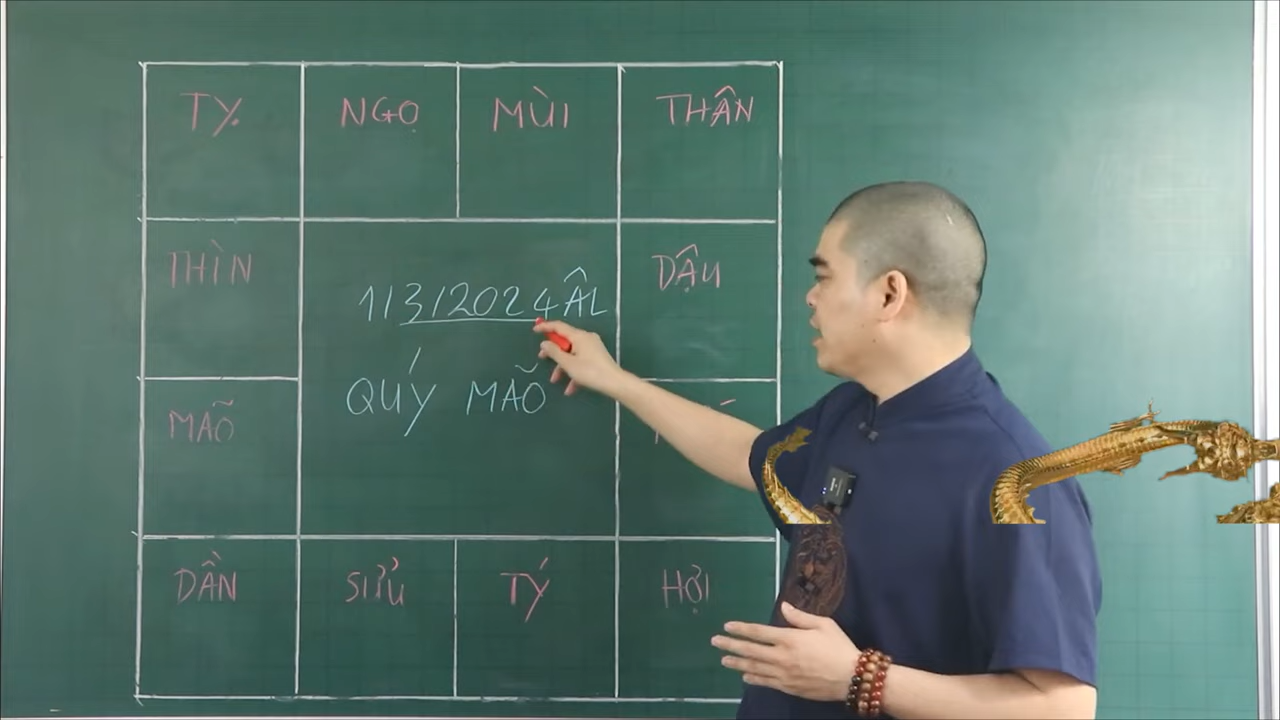 TỴ NGỌ MÙI THÂN
THÌN DẬU
1/3/2024 ÂL
QUÝ MÃO
MÃO
DẦN SỬU TÝ HỢI